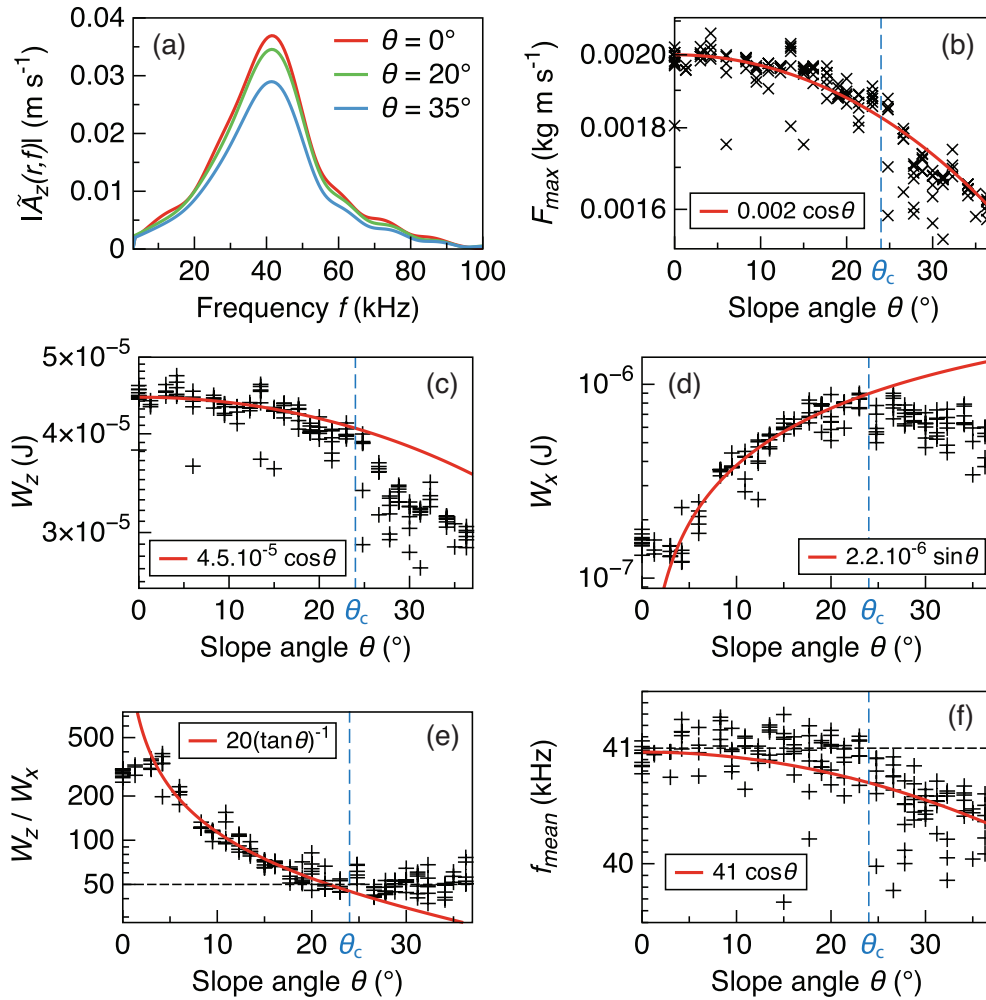 (a)
0.04
0.03
0.02
0.01
0
|Ã_z(r,f)| (m s⁻¹)
θ = 0°
θ = 20°
θ = 35°
20 40 60 80 100
Frequency f (kHz)
(b)
0.0020
0.0018
0.0016
F_max (kg m s⁻¹)
0.002 cosθ
0 10 20 θ_c 30
Slope angle θ (°)
(c)
5×10⁻⁵
4×10⁻⁵
3×10⁻⁵
W_z (J)
4.5.10⁻⁵ cosθ
0 10 20 θ_c 30
Slope angle θ (°)
(d)
10⁻⁶
10⁻⁷
W_x (J)
2.2.10⁻⁶ sinθ
0 10 20 θ_c 30
Slope angle θ (°)
(e)
500
200
100
50
W_z / W_x
20(tanθ)⁻¹
0 10 20 θ_c 30
Slope angle θ (°)
(f)
41
40
f_mean (kHz)
41 cosθ
0 10 20 θ_c 30
Slope angle θ (°)